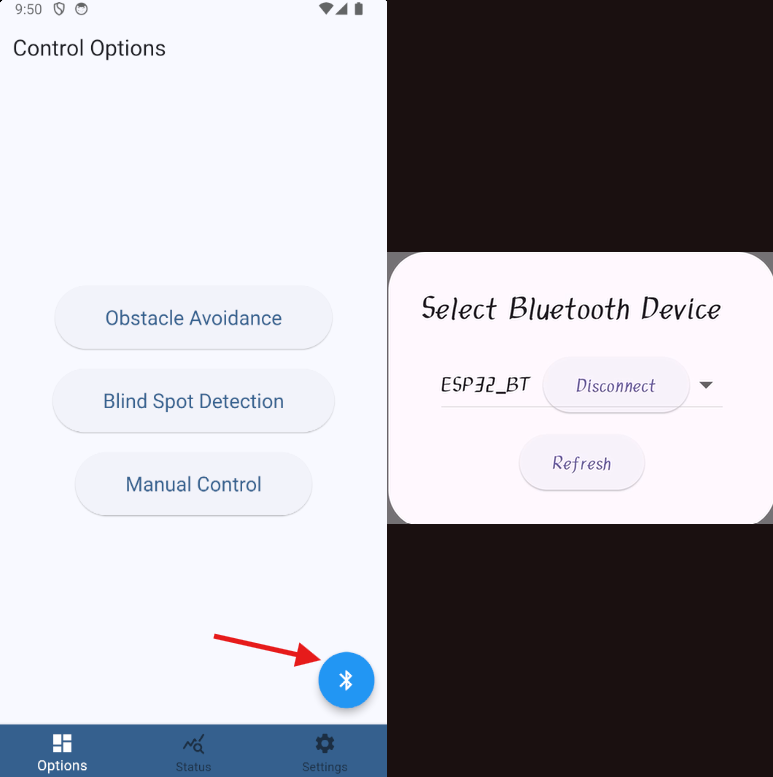 9:50
Control Options
Obstacle Avoidance
Blind Spot Detection
Manual Control
Options
Status
Settings
Select Bluetooth Device
ESP32_BT
Disconnect
Refresh